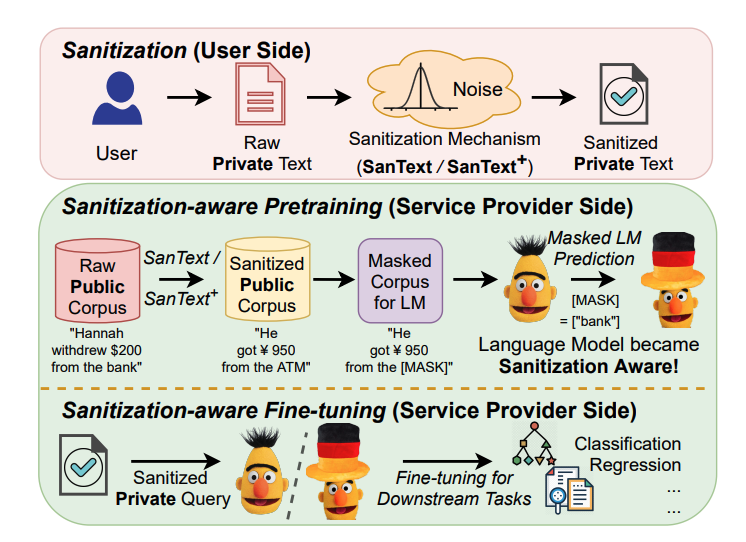 Sanitization (User Side)
User
Raw
Private Text
Noise
Sanitization Mechanism
(SanText / SanText+)
Sanitized
Private Text
Sanitization-aware Pretraining (Service Provider Side)
Raw
Public
Corpus
"Hannah
withdrew $200
from the bank"
SanText /
SanText+
Sanitized
Public
Corpus
"He
got ¥ 950
from the ATM"
Masked
Corpus
for LM
"He
got ¥ 950
from the [MASK]"
Masked LM
Prediction
[MASK]
= ["bank"]
Language Model became
Sanitization Aware!
Sanitization-aware Fine-tuning (Service Provider Side)
Sanitized
Private Query
Fine-tuning for
Downstream Tasks
Classification
Regression
...
...